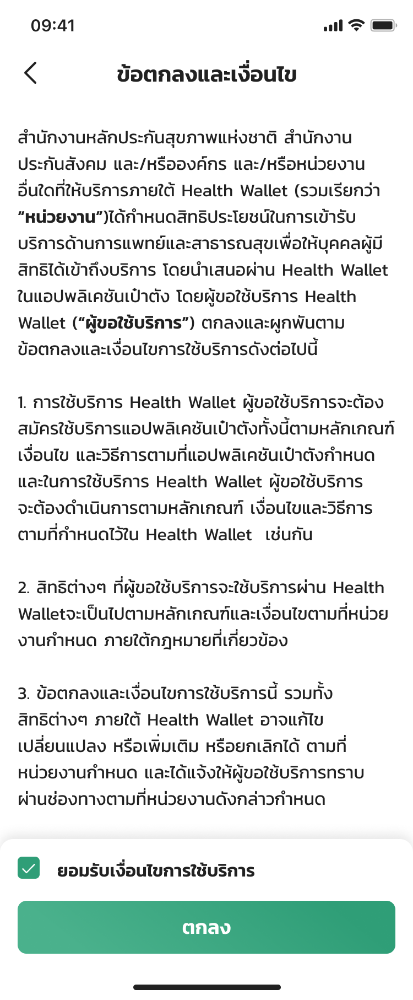 09:41
ข้อตกลงและเงื่อนไข
สำนักงานหลักประกันสุขภาพแห่งชาติ สำนักงาน
ประกันสังคม และ/หรือองค์กร และ/หรือหน่วยงาน
อื่นใดที่ให้บริการภายใต้ Health Wallet (รวมเรียกว่า
“หน่วยงาน”)ได้กำหนดสิทธิประโยชน์ในการเข้ารับ
บริการด้านการแพทย์และสาธารณสุขเพื่อให้บุคคลผู้มี
สิทธิได้เข้าถึงบริการ โดยนำเสนอผ่าน Health Wallet
ในแอปพลิเคชันเป๋าตัง โดยผู้ขอใช้บริการ Health
Wallet (“ผู้ขอใช้บริการ”) ตกลงและผูกพันตาม
ข้อตกลงและเงื่อนไขการใช้บริการดังต่อไปนี้
1. การใช้บริการ Health Wallet ผู้ขอใช้บริการจะต้อง
สมัครใช้บริการแอปพลิเคชันเป๋าตังทั้งนี้ตามหลักเกณฑ์
เงื่อนไข และวิธีการตามที่แอปพลิเคชันเป๋าตังกำหนด
และในการใช้บริการ Health Wallet ผู้ขอใช้บริการ
จะต้องดำเนินการตามหลักเกณฑ์ เงื่อนไขและวิธีการ
ตามที่กำหนดไว้ใน Health Wallet  เช่นกัน
2. สิทธิต่างๆ ที่ผู้ขอใช้บริการจะใช้บริการผ่าน Health
Walletจะเป็นไปตามหลักเกณฑ์และเงื่อนไขตามที่หน่วย
งานกำหนด ภายใต้กฎหมายที่เกี่ยวข้อง
3. ข้อตกลงและเงื่อนไขการใช้บริการนี้ รวมทั้ง
สิทธิต่างๆ ภายใต้ Health Wallet อาจแก้ไข
เปลี่ยนแปลง หรือเพิ่มเติม หรือยกเลิกได้ ตามที่
หน่วยงานกำหนด และได้แจ้งให้ผู้ขอใช้บริการทราบ
ผ่านช่องทางตามที่หน่วยงานดังกล่าวกำหนด
ยอมรับเงื่อนไขการใช้บริการ
ตกลง